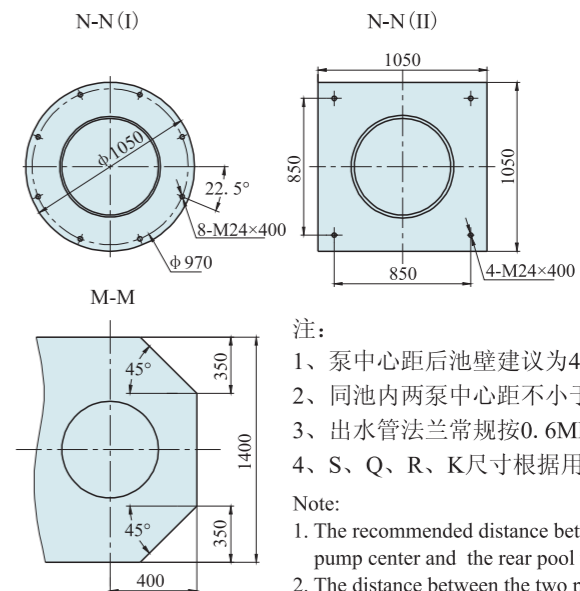 N-N(I)
N-N(II)
φ1050
22.5°
8-M24×400
φ970
1050
850
1050
850
4-M24×400
M-M
45°
350
1400
45°
350
400
注:
1、泵中心距后池壁建议为4
2、同池内两泵中心距不小于
3、出水管法兰常规按0.6M
4、S、Q、R、K尺寸根据用
Note:
1. The recommended distance bet
pump center and the rear pool
2. The distance between the two